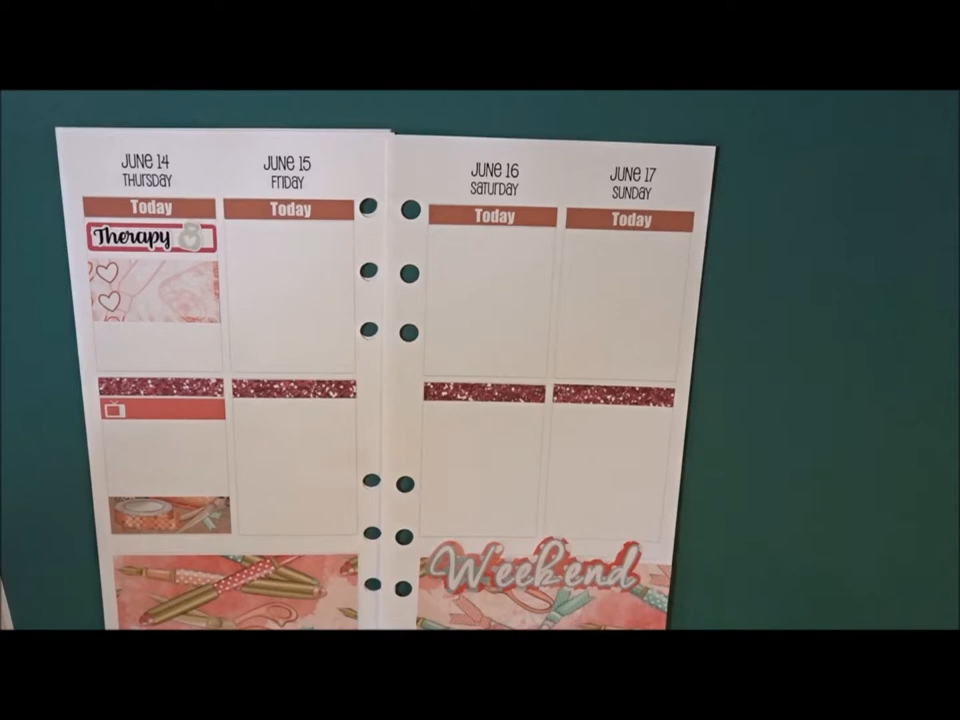 JUNE 14
THURSDAY
JUNE 15
FRIDAY
JUNE 16
SATURDAY
JUNE 17
SUNDAY
Today
Today
Today
Today
Therapy
Weekend